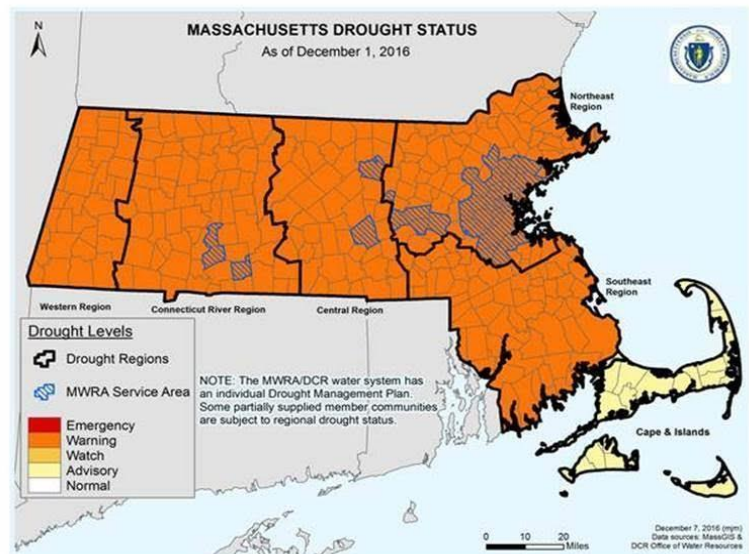 MASSACHUSETTS DROUGHT STATUS
As of December 1, 2016
N
Northeast
Region
Southeast
Region
Western Region
Connecticut River Region
Central Region
Cape & Islands
Drought Levels
Drought Regions
MWRA Service Area
Emergency
Warning
Watch
Advisory
Normal
NOTE: The MWRA/DCR water system has
an individual Drought Management Plan.
Some partially supplied member communities
are subject to regional drought status.
0 10 20
Miles
December 7, 2016 (mjm)
Data sources: MassGIS &
DCR Office of Water Resources